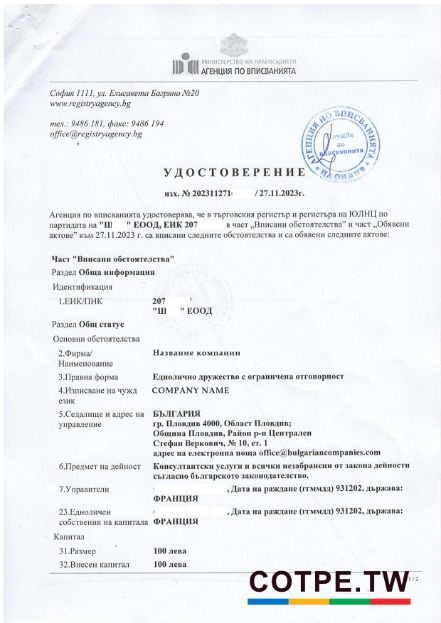 МИНИСТЕРСТВО НА ПРАВОСЪДИЕТО
АГЕНЦИЯ ПО ВПИСВАНИЯТА
София 1111, ул. Елисавета Багряна №20
www.registryagency.bg
тел.: 9486 181, факс: 9486 194
office@registryagency.bg
АГЕНЦИЯ ПО ВПИСВАНИЯТА
Служба
по
вписванията
ПЛОВДИВ
УДОСТОВЕРЕНИЕ
изх. № 202311271 / 27.11.2023г.
Агенция по вписванията удостоверява, че в търговския регистър и регистъра на ЮЛНЦ по
партидата на "Ш " ЕООД, ЕИК 207 в част „Вписани обстоятелства" и част „Обявени
актове" към 27.11.2023 г. са вписани следните обстоятелства и са обявени следните актове:
Част "Вписани обстоятелства"
Раздел Обща информация
Идентификация
1.ЕИК/ПИК 207
"Ш " ЕООД
Раздел Общ статус
Основни обстоятелства
2.Фирма/ Название компании
Наименование
3.Правна форма Еднолично дружество с ограничена отговорност
4.Изписване на чужд COMPANY NAME
език
5.Седалище и адрес на БЪЛГАРИЯ
управление гр. Пловдив 4000, Област Пловдив;
Община Пловдив, Район р-н Централен
Стефан Веркович, № 10, ет. 1
адрес на електронна поща office@bulgariancompanies.com
6.Предмет на дейност Консултантски услуги и всички незабранени от закона дейности
съгласно българското законодателство.
7.Управители , Дата на раждане (ггммдд) 931202, държава:
ФРАНЦИЯ
23.Едноличен , Дата на раждане (ггммдд) 931202, държава:
собственик на капитала ФРАНЦИЯ
Капитал
31.Размер 100 лева
32.Внесен капитал 100 лева
1/2
COTPE.TW